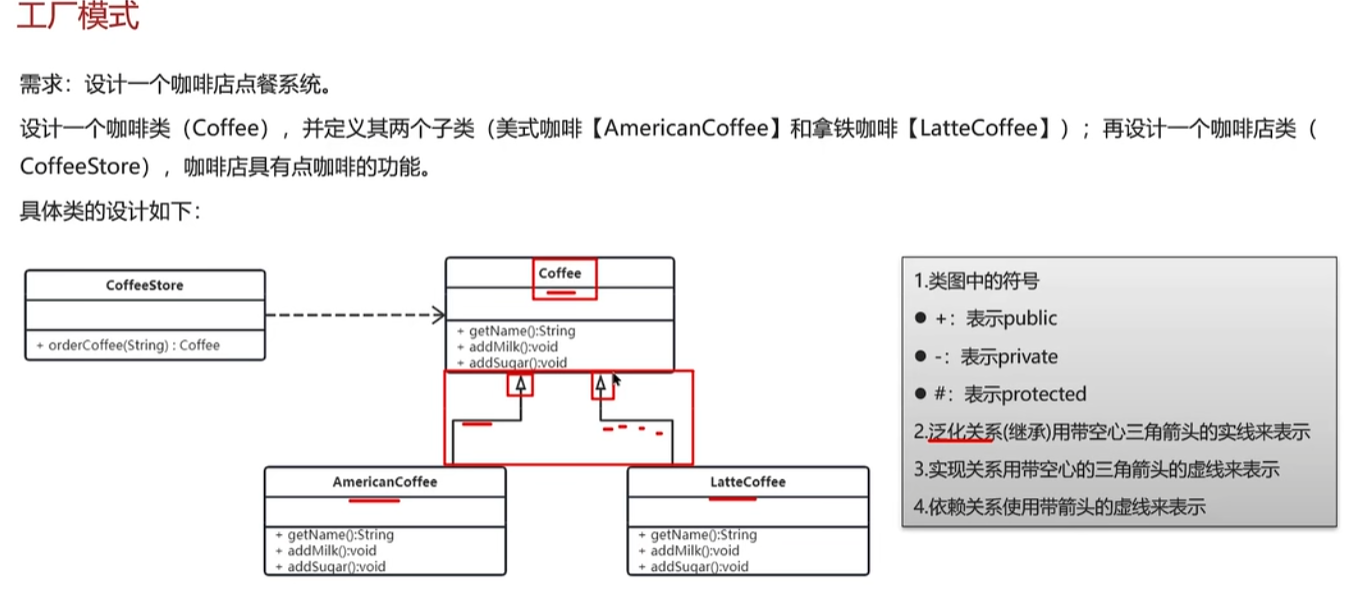 工厂模式
需求：设计一个咖啡店点餐系统。
设计一个咖啡类（Coffee），并定义其两个子类（美式咖啡【AmericanCoffee】和拿铁咖啡【LatteCoffee】）；再设计一个咖啡店类（
CoffeeStore），咖啡店具有点咖啡的功能。
具体类的设计如下：
CoffeeStore
+ orderCoffee(String) : Coffee
Coffee
+ getName():String
+ addMilk():void
+ addSugar():void
AmericanCoffee
+ getName():String
+ addMilk():void
+ addSugar():void
LatteCoffee
+ getName():String
+ addMilk():void
+ addSugar():void
1.类图中的符号
● +：表示public
● -：表示private
● #：表示protected
2.泛化关系(继承)用带空心三角箭头的实线来表示
3.实现关系用带空心的三角箭头的虚线来表示
4.依赖关系使用带箭头的虚线来表示